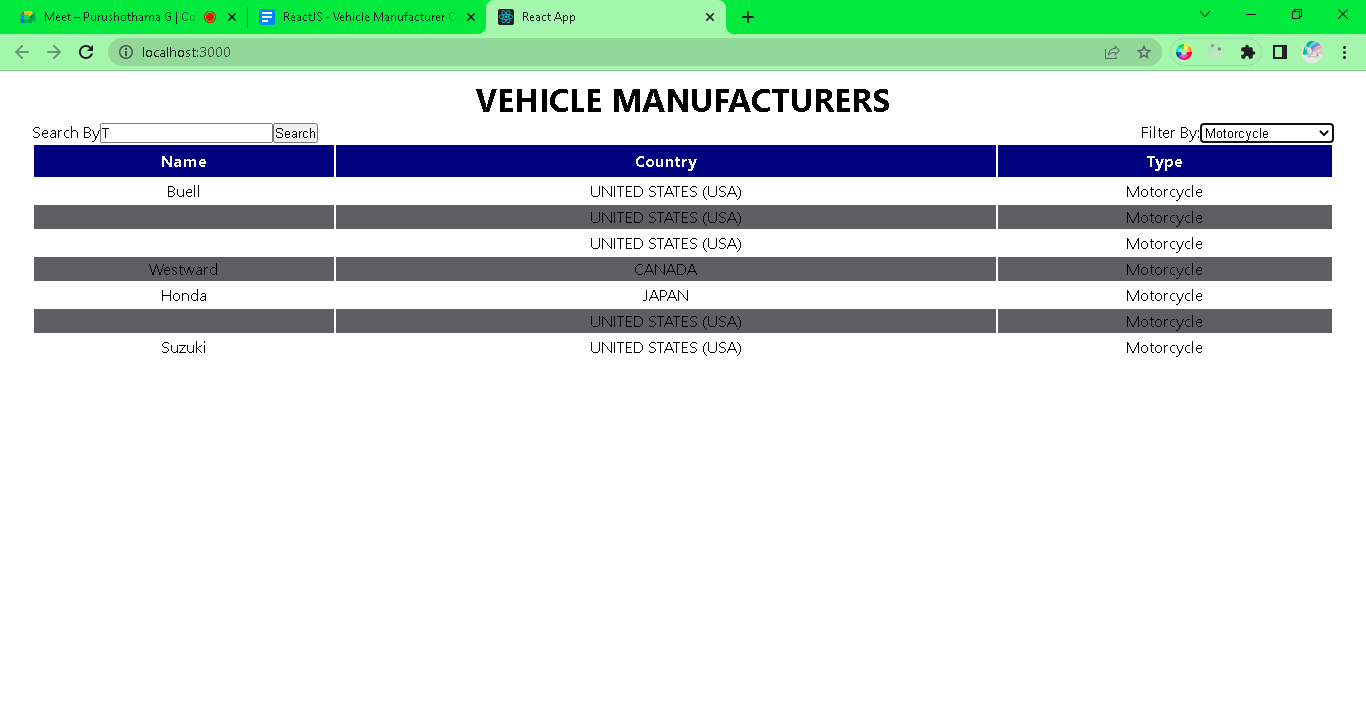 Meet – Purushothama G | Co
ReactJS - Vehicle Manufacturer C
React App
localhost:3000
VEHICLE MANUFACTURERS
Search By T Search Filter By: Motorcycle
Name Country Type
Buell UNITED STATES (USA) Motorcycle
UNITED STATES (USA) Motorcycle
UNITED STATES (USA) Motorcycle
Westward CANADA Motorcycle
Honda JAPAN Motorcycle
UNITED STATES (USA) Motorcycle
Suzuki UNITED STATES (USA) Motorcycle